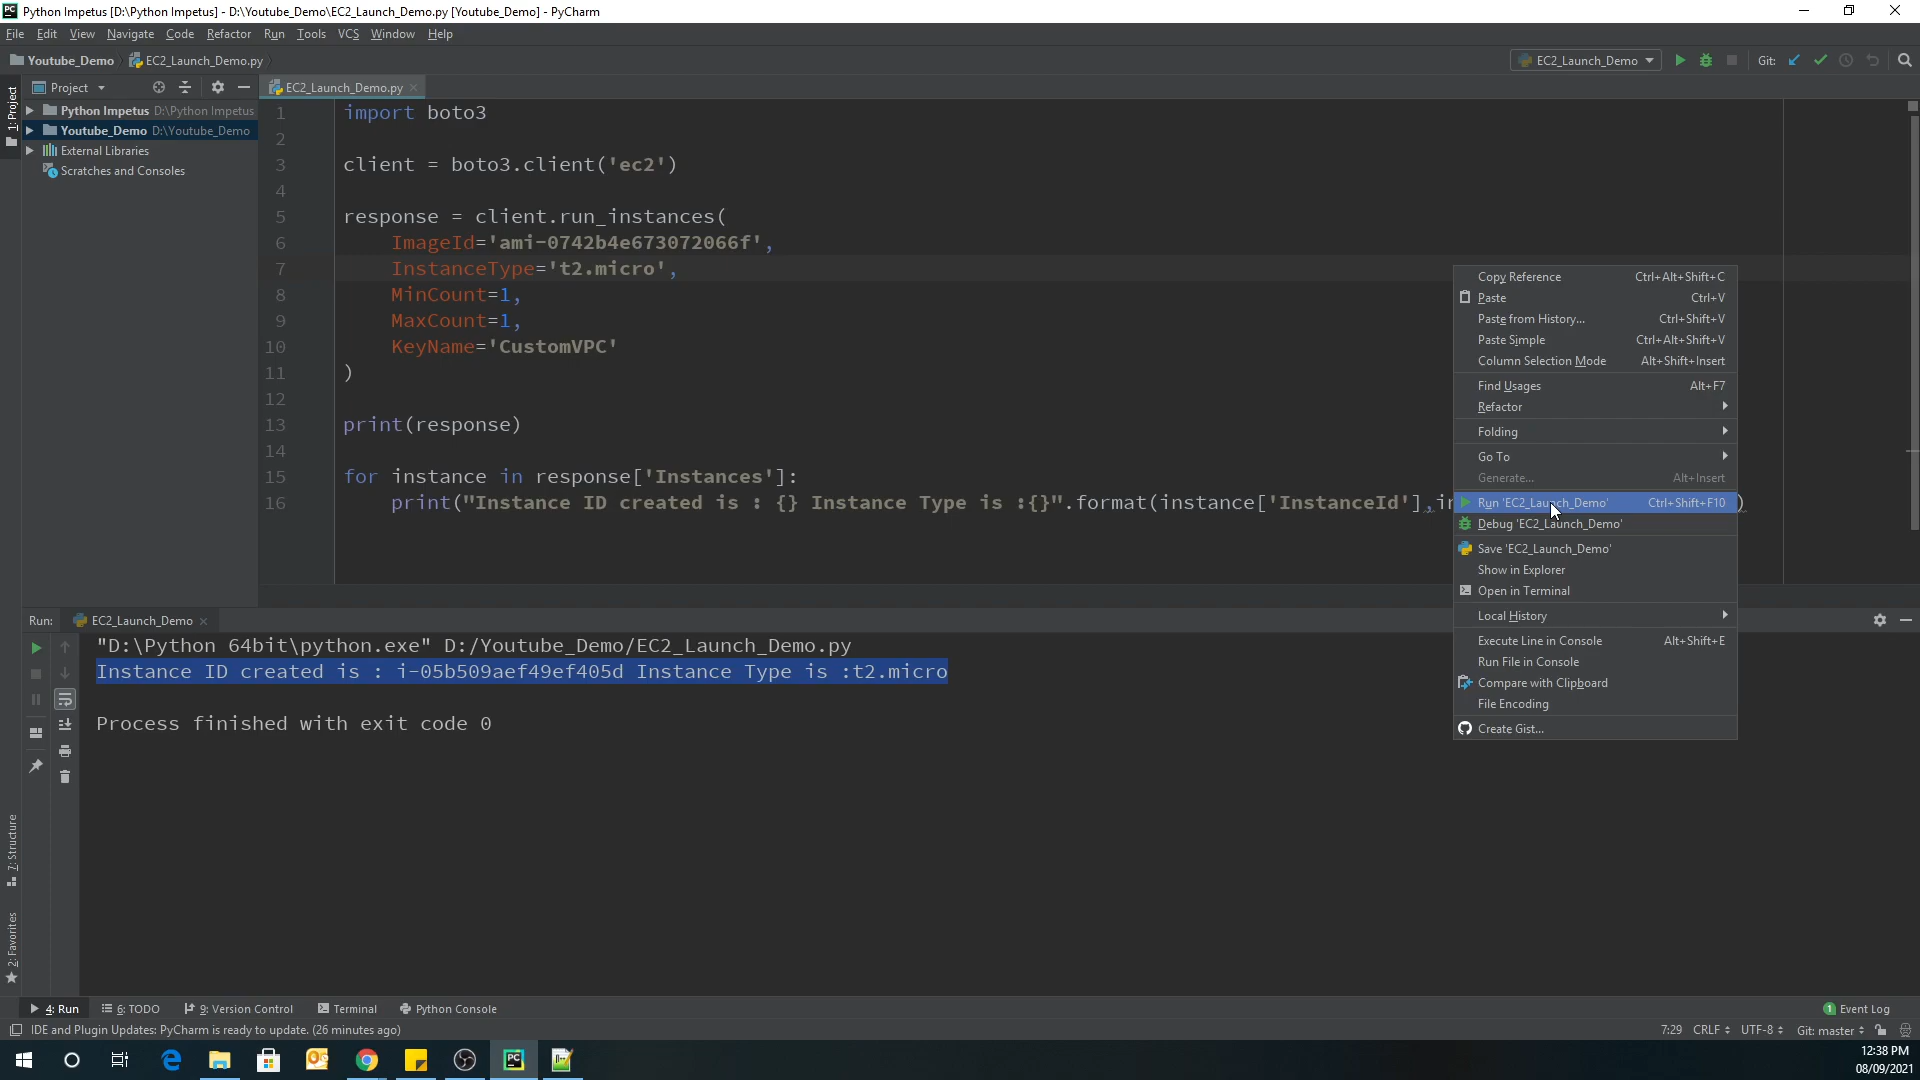 Python Impetus [D:\Python Impetus] - D:\Youtube_Demo\EC2_Launch_Demo.py [Youtube_Demo] - PyCharm
File Edit View Navigate Code Refactor Run Tools VCS Window Help
Youtube_Demo EC2_Launch_Demo.py
EC2_Launch_Demo Git:
Project
EC2_Launch_Demo.py
1: Project
Python Impetus D:\Python Impetus
Youtube_Demo D:\Youtube_Demo
External Libraries
Scratches and Consoles
1 import boto3
2
3 client = boto3.client('ec2')
4
5 response = client.run_instances(
6 ImageId='ami-0742b4e673072066f',
7 InstanceType='t2.micro',
8 MinCount=1,
9 MaxCount=1,
10 KeyName='CustomVPC'
11 )
12
13 print(response)
14
15 for instance in response['Instances']:
16 print("Instance ID created is : {} Instance Type is :{}".format(instance['InstanceId'],in )
Copy Reference Ctrl+Alt+Shift+C
Paste Ctrl+V
Paste from History... Ctrl+Shift+V
Paste Simple Ctrl+Alt+Shift+V
Column Selection Mode Alt+Shift+Insert
Find Usages Alt+F7
Refactor
Folding
Go To
Generate... Alt+Insert
Run 'EC2_Launch_Demo' Ctrl+Shift+F10
Debug 'EC2_Launch_Demo'
Save 'EC2_Launch_Demo'
Show in Explorer
Open in Terminal
Local History
Execute Line in Console Alt+Shift+E
Run File in Console
Compare with Clipboard
File Encoding
Create Gist...
Run: EC2_Launch_Demo
"D:\Python 64bit\python.exe" D:/Youtube_Demo/EC2_Launch_Demo.py
Instance ID created is : i-05b509aef49ef405d Instance Type is :t2.micro
Process finished with exit code 0
7: Structure
2: Favorites
4: Run 6: TODO 9: Version Control Terminal Python Console
1 Event Log
IDE and Plugin Updates: PyCharm is ready to update. (26 minutes ago)
7:29 CRLF UTF-8 Git: master
12:38 PM
08/09/2021